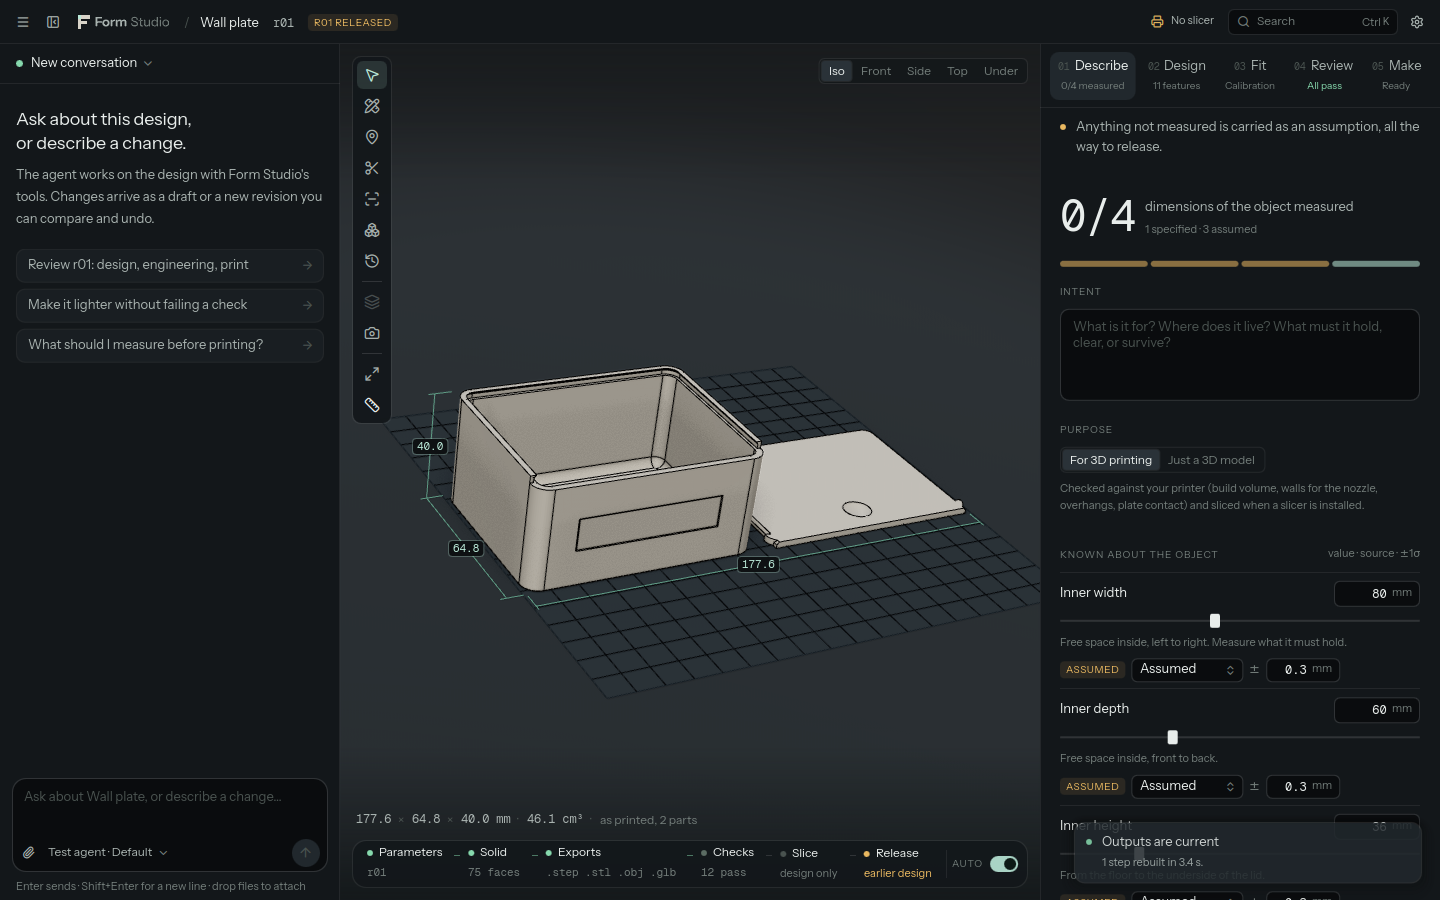 Form Studio / Wall plate r01 R01 RELEASED
No slicer
Search Ctrl K
New conversation
Ask about this design,
or describe a change.
The agent works on the design with Form Studio's
tools. Changes arrive as a draft or a new revision you
can compare and undo.
Review r01: design, engineering, print
Make it lighter without failing a check
What should I measure before printing?
Ask about Wall plate, or describe a change...
Test agent · Default
Enter sends · Shift+Enter for a new line · drop files to attach
Iso Front Side Top Under
40.0
64.8
177.6
177.6 × 64.8 × 40.0 mm · 46.1 cm³ · as printed, 2 parts
Parameters Solid Exports Checks Slice Release
r01 75 faces .step .stl .obj .glb 12 pass design only earlier design
AUTO
01 Describe 02 Design 03 Fit 04 Review 05 Make
0/4 measured 11 features Calibration All pass Ready
Anything not measured is carried as an assumption, all the
way to release.
0/4 dimensions of the object measured
1 specified · 3 assumed
INTENT
What is it for? Where does it live? What must it hold,
clear, or survive?
PURPOSE
For 3D printing Just a 3D model
Checked against your printer (build volume, walls for the nozzle,
overhangs, plate contact) and sliced when a slicer is installed.
KNOWN ABOUT THE OBJECT value · source · ±1σ
Inner width 80 mm
Free space inside, left to right. Measure what it must hold.
ASSUMED Assumed ± 0.3 mm
Inner depth 60 mm
Free space inside, front to back.
ASSUMED Assumed ± 0.3 mm
Inner height 36 mm
Outputs are current
1 step rebuilt in 3.4 s.
From the floor to the underside of the lid.